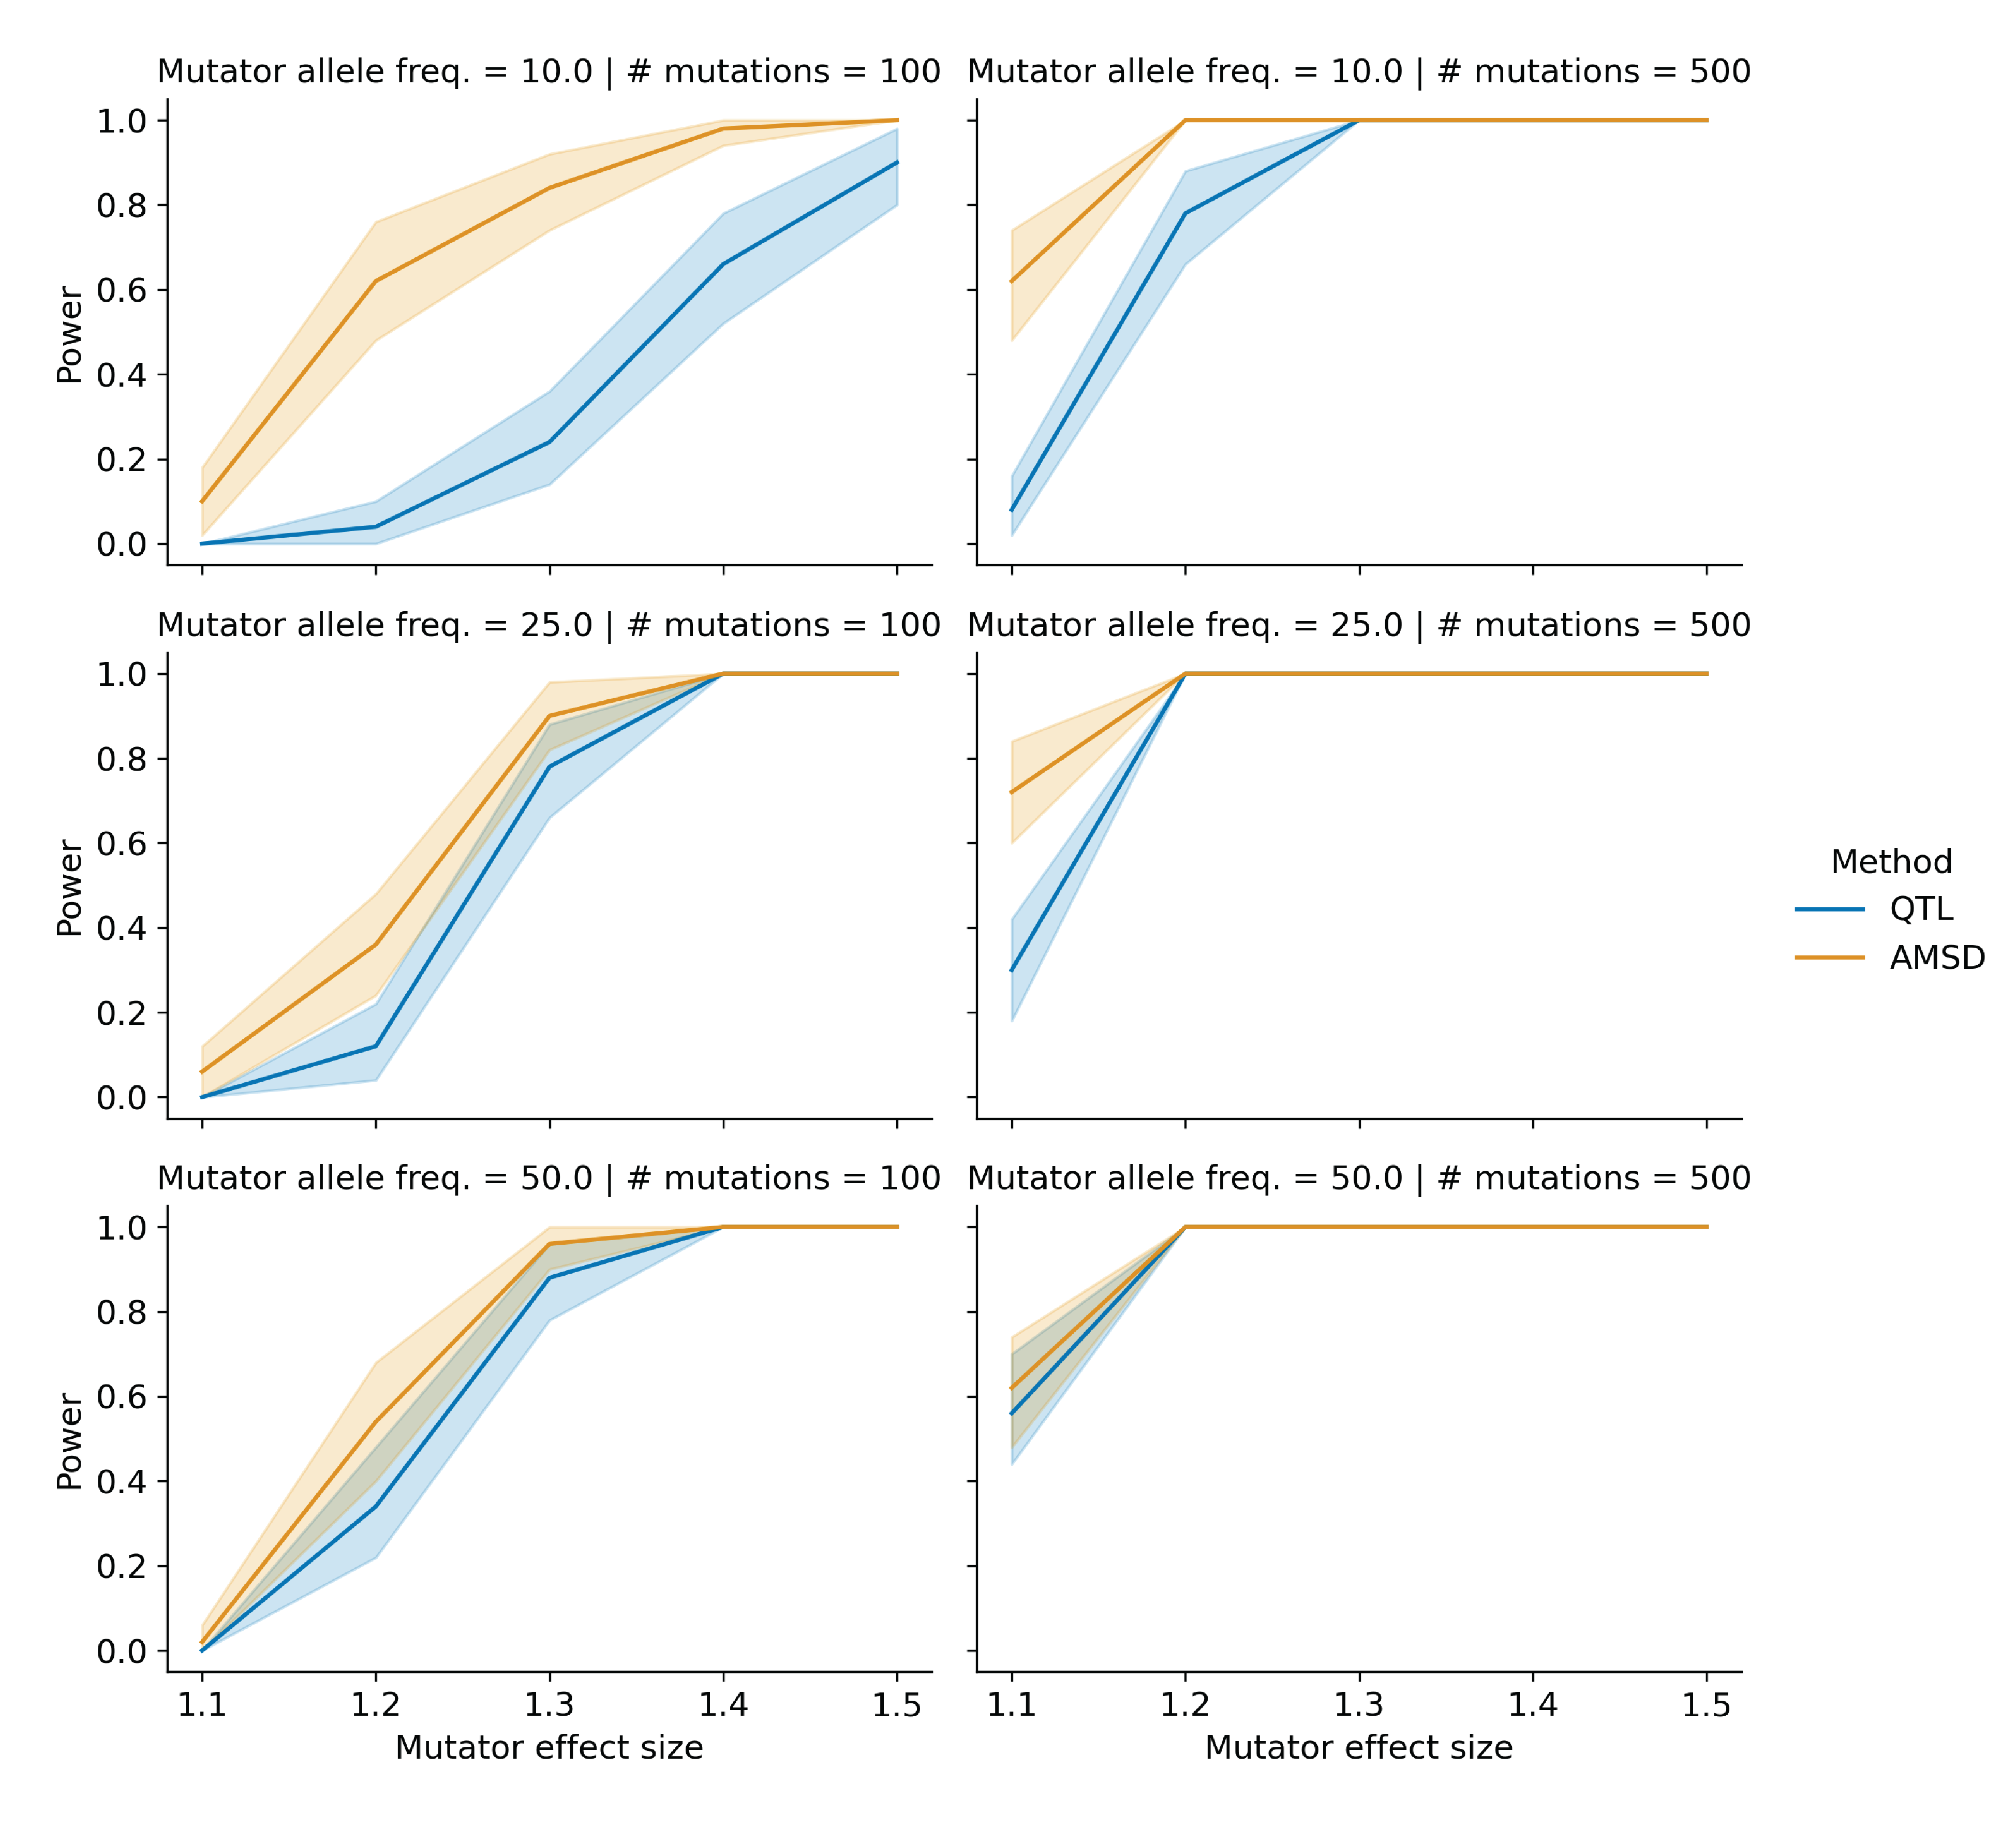 Mutator allele freq. = 10.0 | # mutations = 100
Mutator allele freq. = 10.0 | # mutations = 500
1.0
0.8
0.6
0.4
0.2
0.0
Power
Mutator allele freq. = 25.0 | # mutations = 100
Mutator allele freq. = 25.0 | # mutations = 500
1.0
0.8
0.6
0.4
0.2
0.0
Power
Method
QTL
AMSD
Mutator allele freq. = 50.0 | # mutations = 100
Mutator allele freq. = 50.0 | # mutations = 500
1.0
0.8
0.6
0.4
0.2
0.0
Power
1.1 1.2 1.3 1.4 1.5
Mutator effect size
1.1 1.2 1.3 1.4 1.5
Mutator effect size